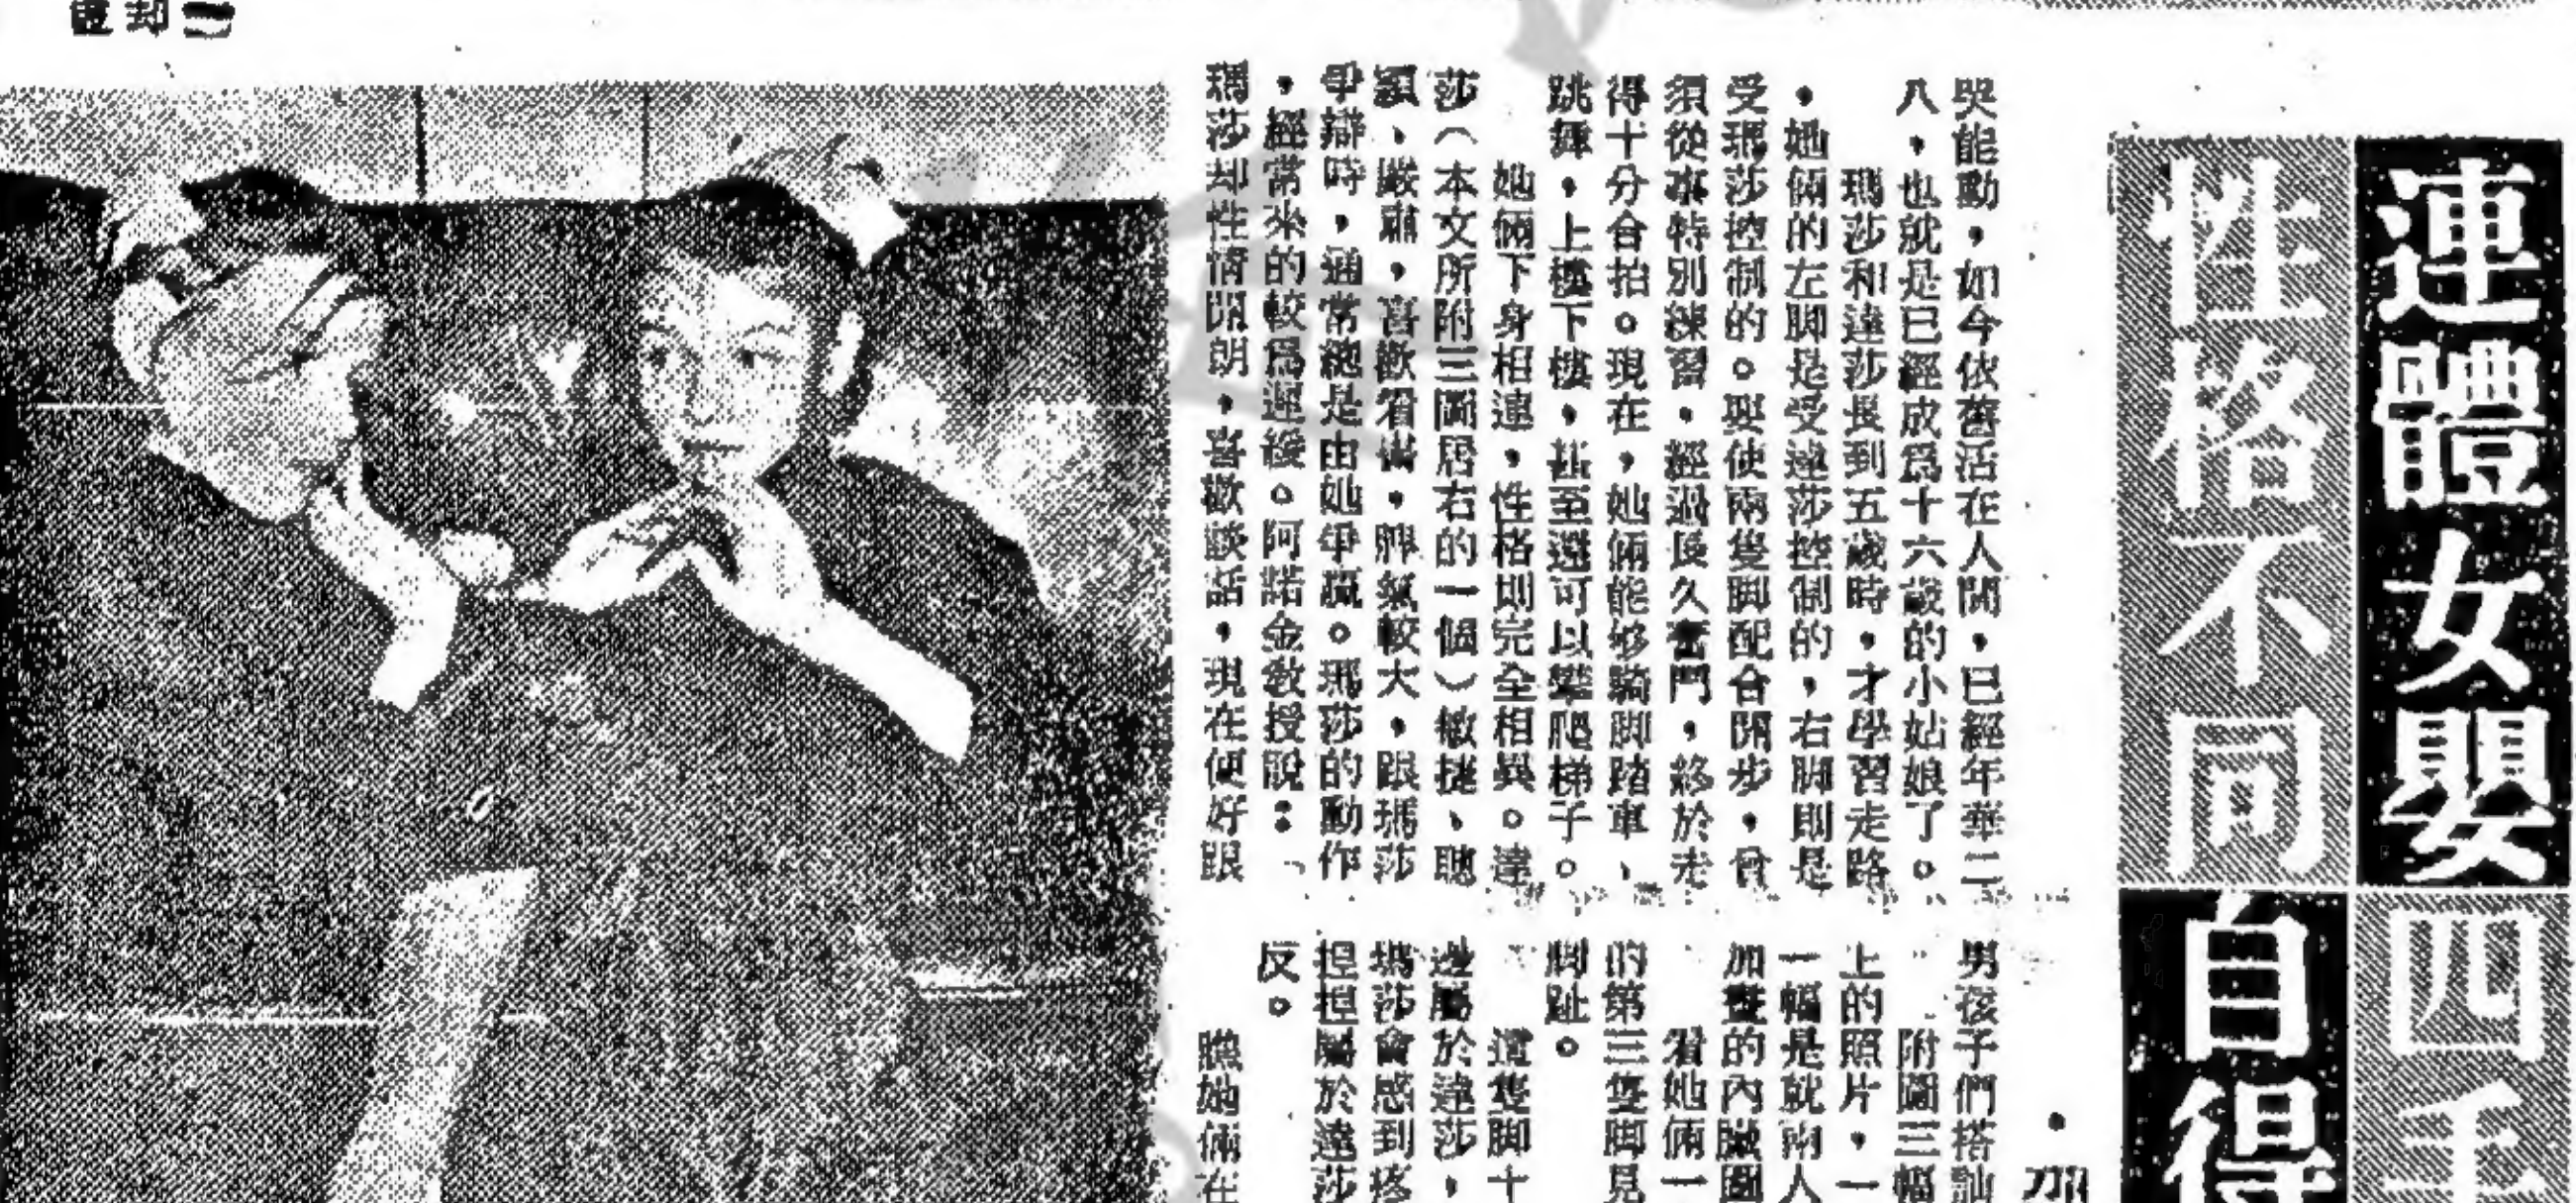 連體女嬰四手
性格不同自得
哭能動，如今依舊活在人間，已經年華二
八，也就是已經成爲十六歲的小姑娘了。
瑪莎和達莎長到五歲時，才學習走路
，她倆的左脚是受達莎控制的，右脚則是
受瑪莎控制的。要使兩隻脚配合開步，會
須從事特別練習，經過長久奮鬥，終於走
得十分合拍。現在，她倆能够騎脚踏車、
跳舞，上樓下樓，甚至還可以攀爬梯子。
她倆下身相連，性格則完全相異。達
莎（本文所附三圖居右的一個）敏捷、聰
穎、嚴肅，喜歡看書，脾氣較大，跟瑪莎
爭辯時，通常總是由她爭贏。瑪莎的動作
，經常來的較爲遲緩。阿諾金敎授說：「
瑪莎却性情開朗，喜歡談話，現在便好跟
男孩子們搭訕
附圖三幅
上的照片，一
一幅是就兩人
加疊的內臟圖
看她倆一
的第三隻脚見
脚趾。
這隻脚十
邊屬於達莎，
瑪莎會感到疼
担担屬於達莎
反。
瞧她倆在
却